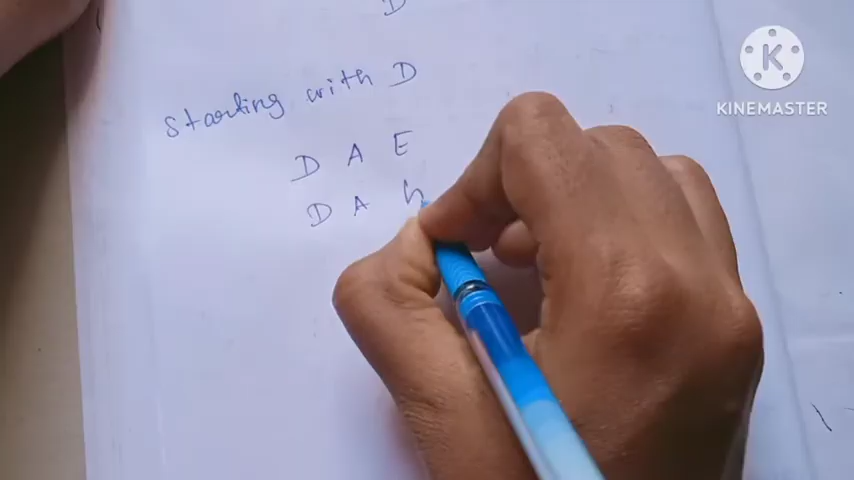 D
starting with D
D A E
D A h
K
KINEMASTER